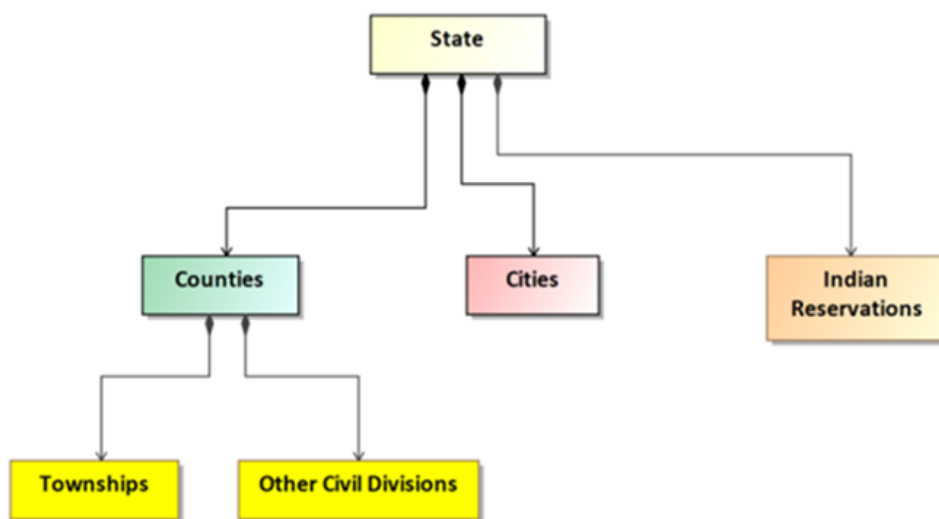 State
Counties
Cities
Indian
Reservations
Townships
Other Civil Divisions